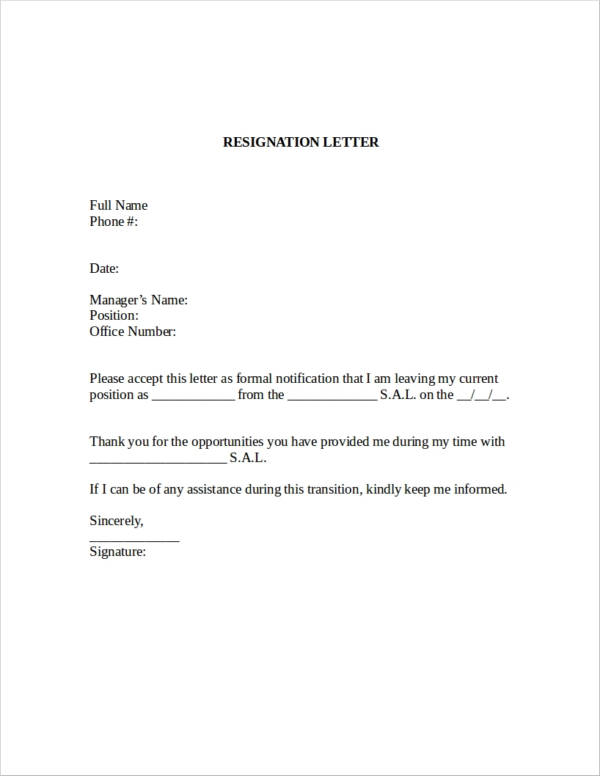 RESIGNATION LETTER
Full Name
Phone #:
Date:
Manager’s Name:
Position:
Office Number:
Please accept this letter as formal notification that I am leaving my current
position as ____________ from the _____________ S.A.L. on the __/__/__.
Thank you for the opportunities you have provided me during my time with
____________________ S.A.L.
If I can be of any assistance during this transition, kindly keep me informed.
Sincerely,
_____________
Signature: